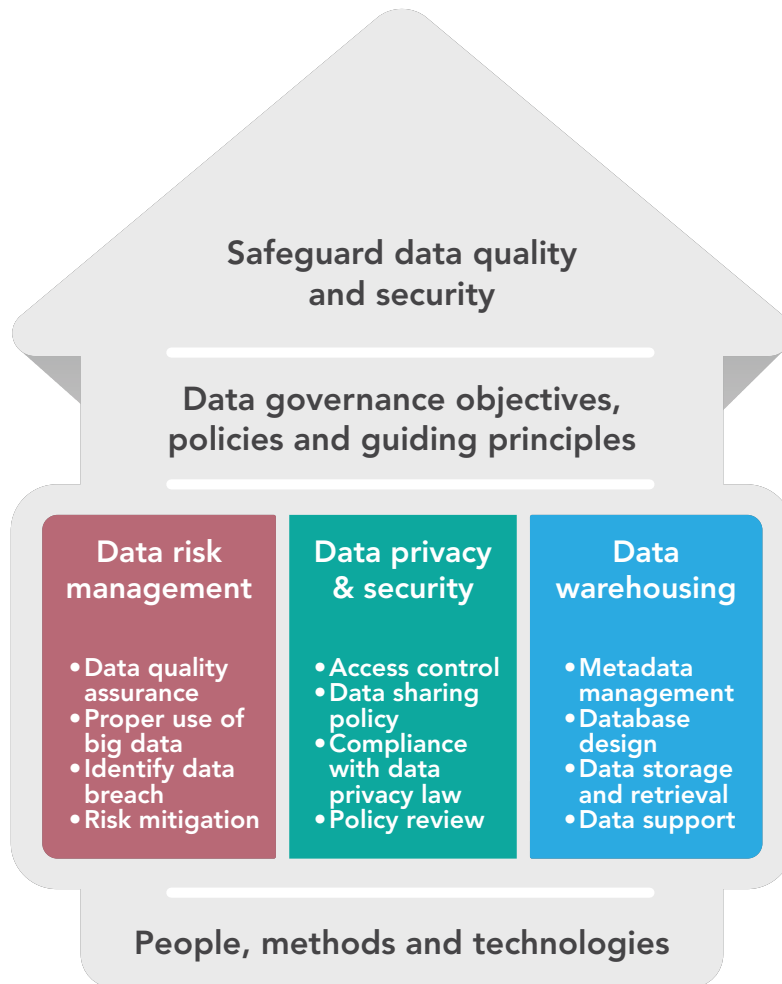 Safeguard data quality
and security
Data governance objectives,
policies and guiding principles
Data risk
management
• Data quality
assurance
• Proper use of
big data
• Identify data
breach
• Risk mitigation
Data privacy
& security
• Access control
• Data sharing
policy
• Compliance
with data
privacy law
• Policy review
Data
warehousing
• Metadata
management
• Database
design
• Data storage
and retrieval
• Data support
People, methods and technologies